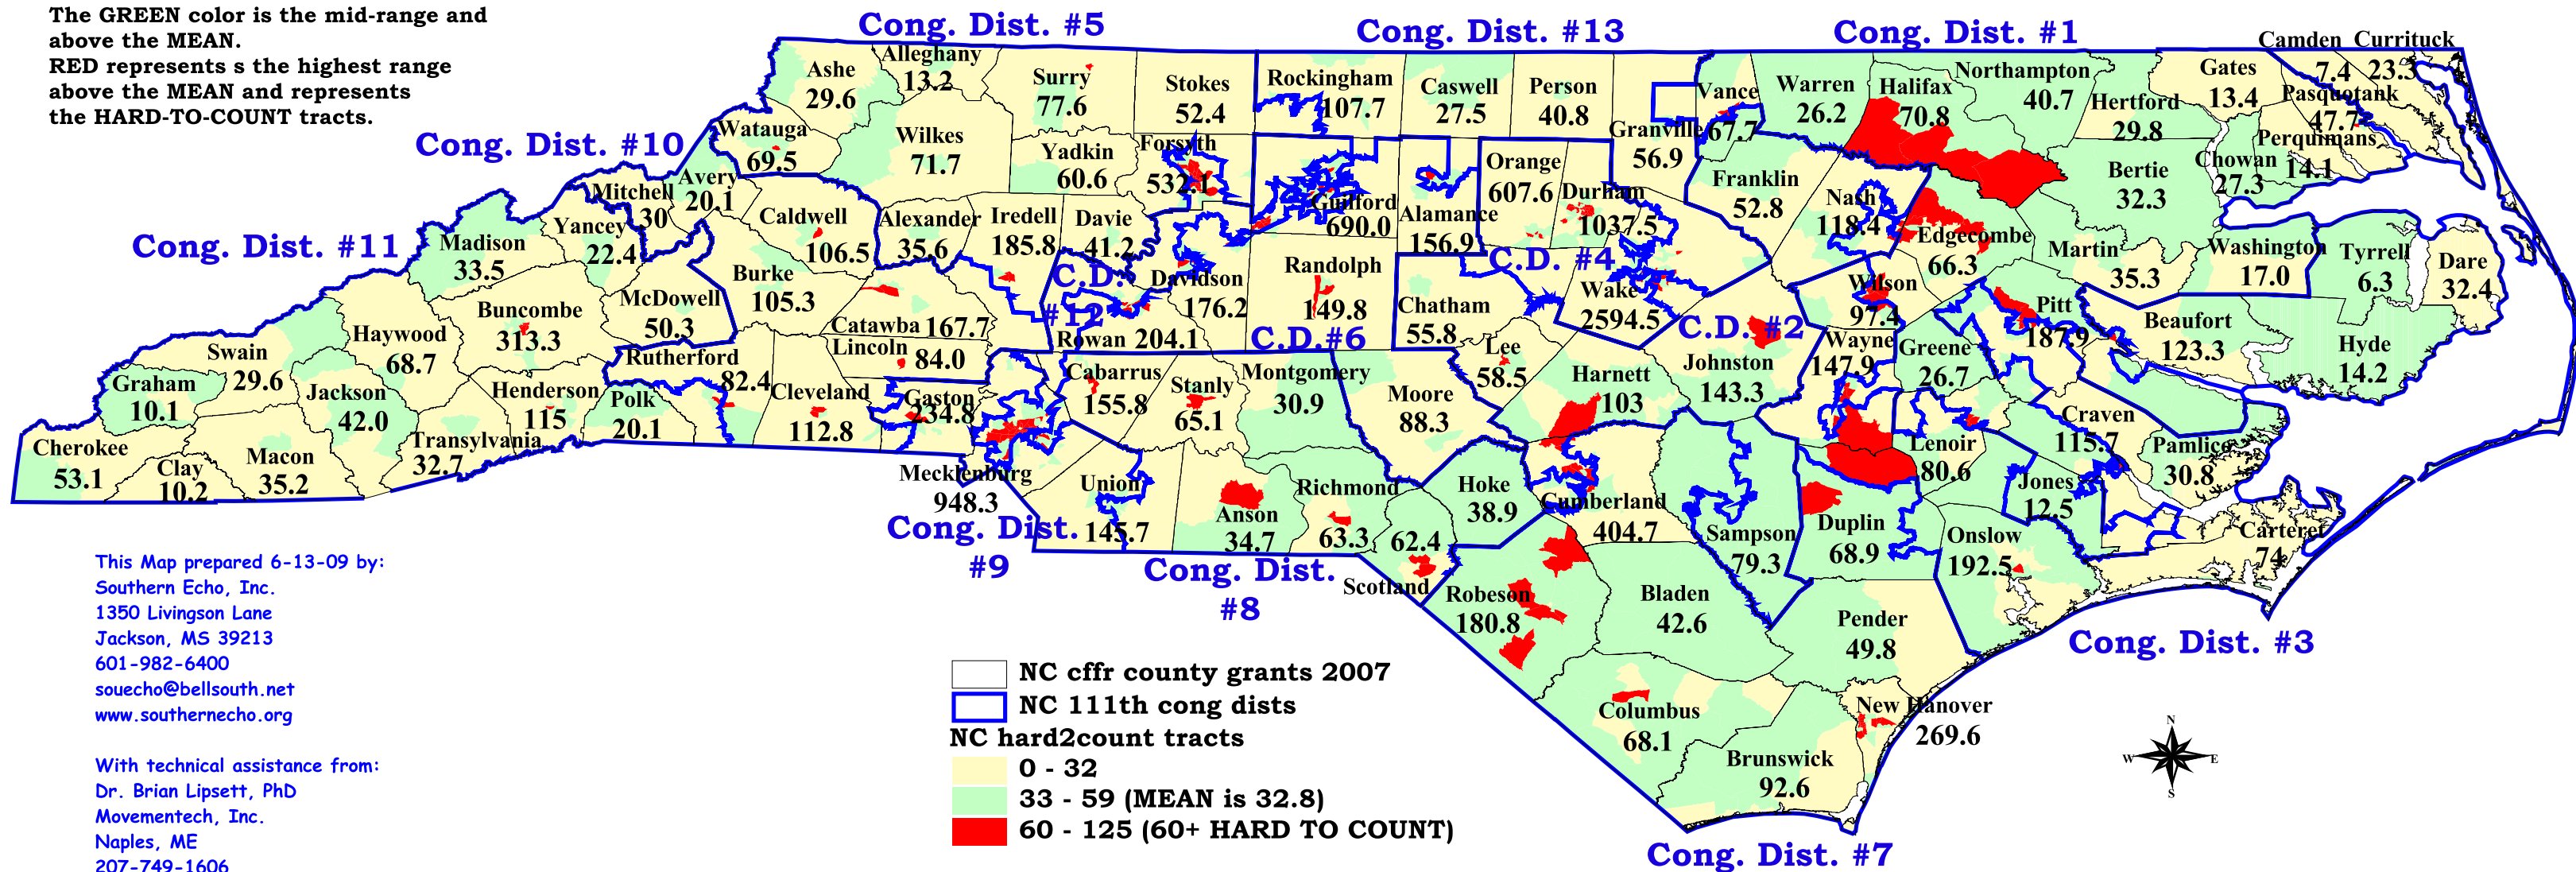 The GREEN color is the mid-range and
above the MEAN.
RED represents s the highest range
above the MEAN and represents
the HARD-TO-COUNT tracts.
Cong. Dist. #5
Cong. Dist. #13
Cong. Dist. #1
Cong. Dist. #10
Cong. Dist. #11
C.D.
#12
C.D. #4
C.D. #2
C.D.#6
Cong. Dist.
#9
Cong. Dist.
#8
Cong. Dist. #3
Cong. Dist. #7
Ashe
29.6
Alleghany
13.2
Surry
77.6
Stokes
52.4
Rockingham
107.7
Caswell
27.5
Person
40.8
Granville
56.9
Vance
67.7
Warren
26.2
Halifax
70.8
Northampton
40.7
Hertford
29.8
Gates
13.4
Camden
7.4
Currituck
23.3
Pasquotank
47.7
Perquimans
14.1
Chowan
27.3
Bertie
32.3
Watauga
69.5
Wilkes
71.7
Yadkin
60.6
Forsyth
532.1
Guilford
690.0
Alamance
156.9
Orange
607.6
Durham
1037.5
Franklin
52.8
Nash
118.4
Edgecombe
66.3
Martin
35.3
Washington
17.0
Tyrrell
6.3
Dare
32.4
Mitchell
30
Avery
20.1
Yancey
22.4
Madison
33.5
Caldwell
106.5
Alexander
35.6
Iredell
185.8
Davie
41.2
Davidson
176.2
Randolph
149.8
Chatham
55.8
Wake
2594.5
Johnston
143.3
Wilson
97.4
Wayne
147.9
Greene
26.7
Pitt
187.9
Beaufort
123.3
Hyde
14.2
Burke
105.3
McDowell
50.3
Buncombe
313.3
Haywood
68.7
Swain
29.6
Graham
10.1
Jackson
42.0
Cherokee
53.1
Clay
10.2
Macon
35.2
Transylvania
32.7
Henderson
115
Polk
20.1
Rutherford
82.4
Cleveland
112.8
Catawba 167.7
Lincoln 84.0
Gaston
234.8
Mecklenburg
948.3
Rowan 204.1
Cabarrus
155.8
Stanly
65.1
Montgomery
30.9
Moore
88.3
Lee
58.5
Harnett
103
Union
145.7
Anson
34.7
Richmond
63.3
62.4
Scotland
Hoke
38.9
Cumberland
404.7
Sampson
79.3
Duplin
68.9
Lenoir
80.6
Jones
12.5
Craven
115.7
Pamlico
30.8
Carteret
74
Onslow
192.5
Robeson
180.8
Bladen
42.6
Pender
49.8
Columbus
68.1
Brunswick
92.6
New Hanover
269.6
This Map prepared 6-13-09 by:
Southern Echo, Inc.
1350 Livingson Lane
Jackson, MS 39213
601-982-6400
souecho@bellsouth.net
www.southernecho.org
With technical assistance from:
Dr. Brian Lipsett, PhD
Movementech, Inc.
Naples, ME
207-749-1606
NC cffr county grants 2007
NC 111th cong dists
NC hard2count tracts
0 - 32
33 - 59 (MEAN is 32.8)
60 - 125 (60+ HARD TO COUNT)
N
W E
S